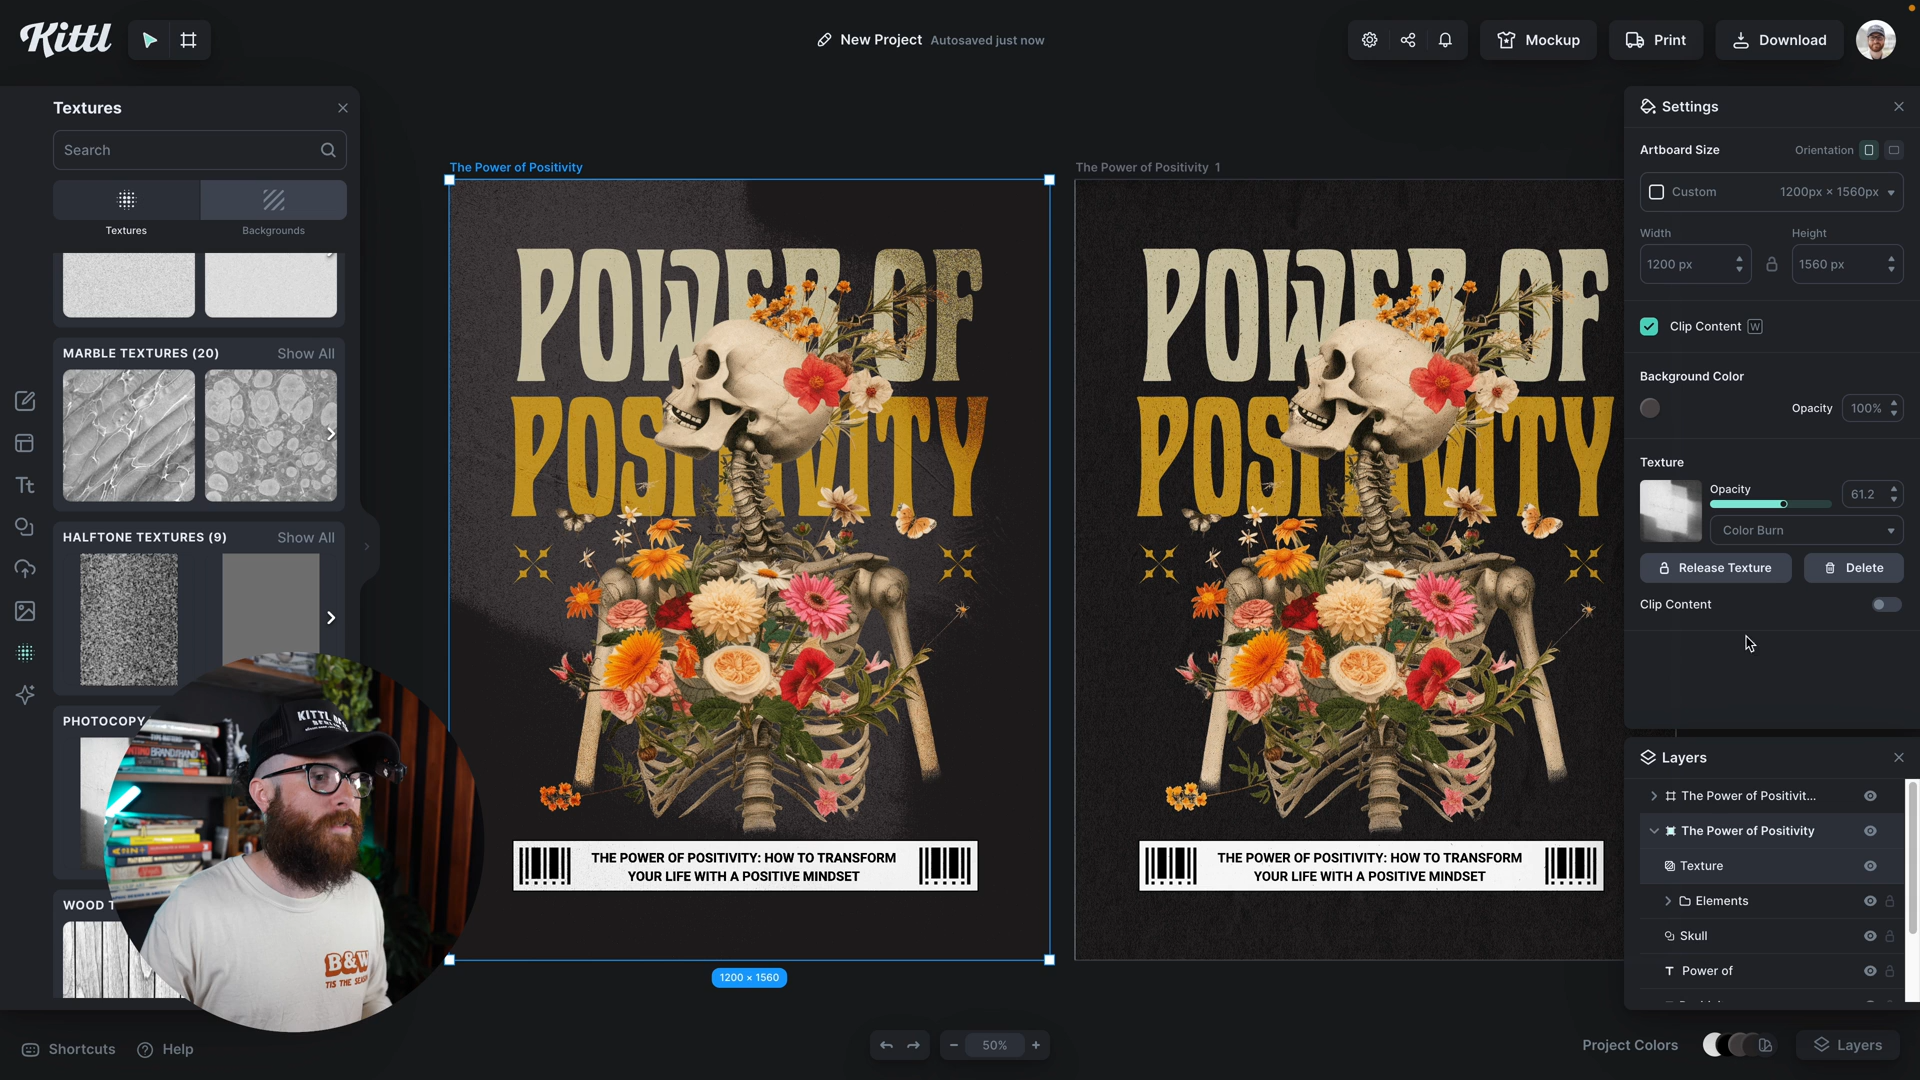 Kittl
New Project Autosaved just now
Mockup
Print
Download
Textures
Search
Textures
Backgrounds
MARBLE TEXTURES (20)
Show All
HALFTONE TEXTURES (9)
Show All
PHOTOCOPY
WOOD T
Shortcuts
Help
The Power of Positivity
POWER OF
POSITIVITY
THE POWER OF POSITIVITY: HOW TO TRANSFORM
YOUR LIFE WITH A POSITIVE MINDSET
1200 × 1560
The Power of Positivity 1
POWER OF
POSITIVITY
THE POWER OF POSITIVITY: HOW TO TRANSFORM
YOUR LIFE WITH A POSITIVE MINDSET
50%
B&W
TIS THE SEASON
Settings
Artboard Size
Orientation
Custom
1200px × 1560px
Width
Height
1200 px
1560 px
Clip Content W
Background Color
Opacity
100%
Texture
Opacity
61.2
Color Burn
Release Texture
Delete
Clip Content
Layers
The Power of Positivit...
The Power of Positivity
Texture
Elements
Skull
T Power of
Project Colors
Layers